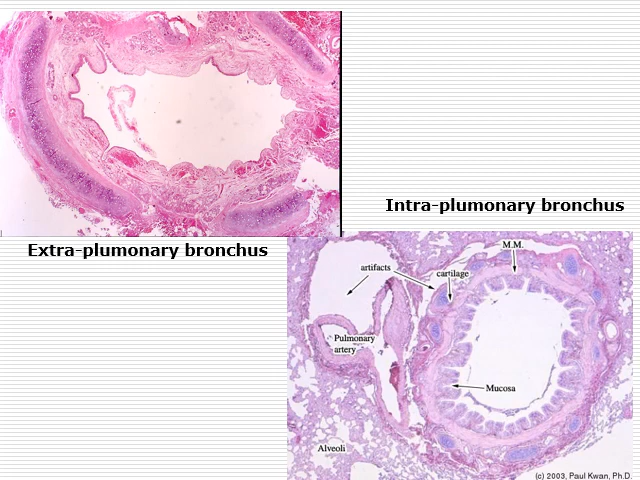 Intra-plumonary bronchus
Extra-plumonary bronchus
M.M.
artifacts
cartilage
Pulmonary
artery
Mucosa
Alveoli
(c) 2003, Paul Kwan, Ph.D.